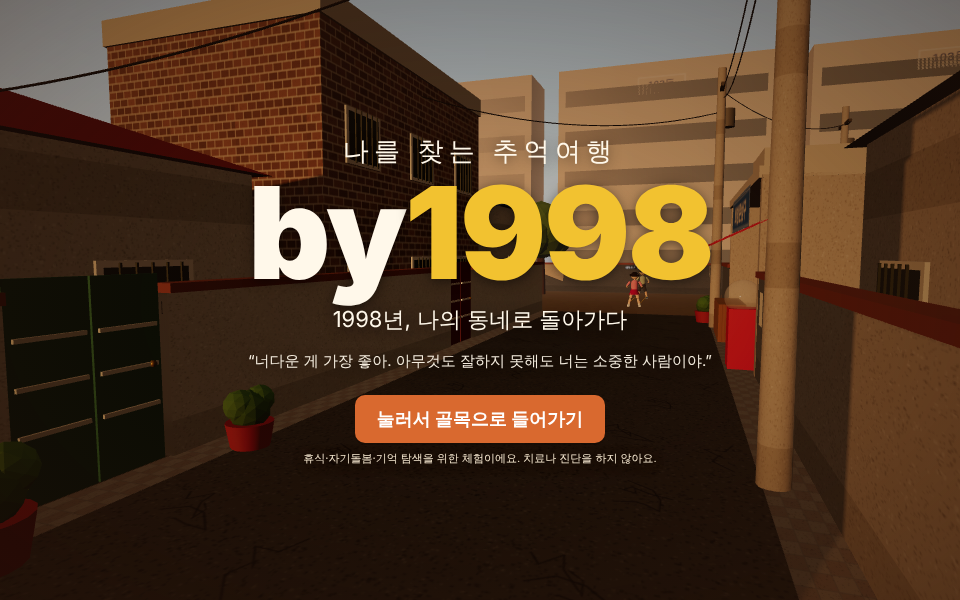 나를 찾는 추억여행
by1998
1998년, 나의 동네로 돌아가다
“너다운 게 가장 좋아. 아무것도 잘하지 못해도 너는 소중한 사람이야.”
눌러서 골목으로 들어가기
휴식·자기돌봄·기억 탐색을 위한 체험이에요. 치료나 진단을 하지 않아요.